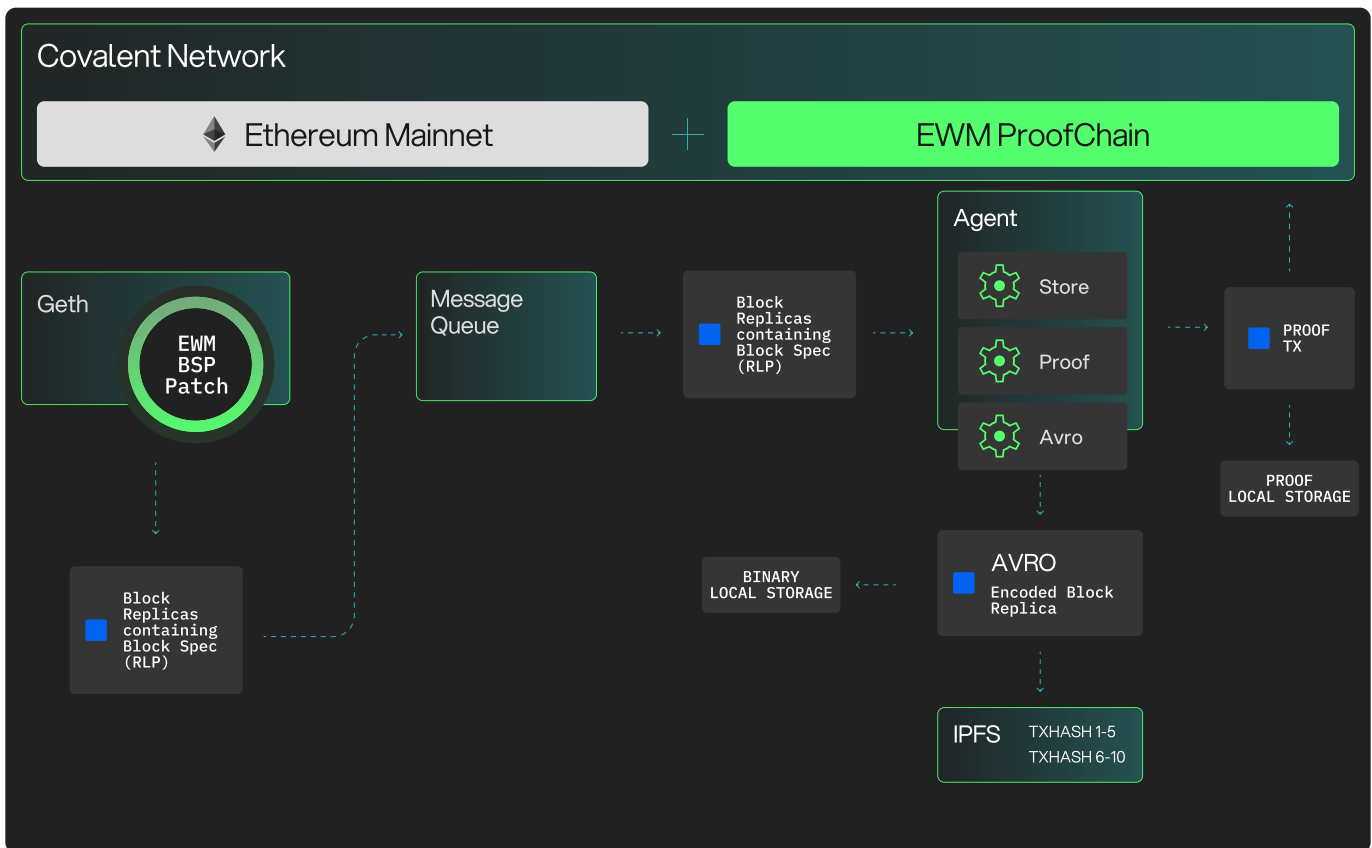 Covalent Network
Ethereum Mainnet
EWM ProofChain
Geth
EWM
BSP
Patch
Block
Replicas
containing
Block Spec
(RLP)
Message
Queue
Block
Replicas
containing
Block Spec
(RLP)
Agent
Store
Proof
Avro
PROOF
TX
PROOF
LOCAL STORAGE
AVRO
Encoded Block
Replica
BINARY
LOCAL STORAGE
IPFS
TXHASH 1-5
TXHASH 6-10